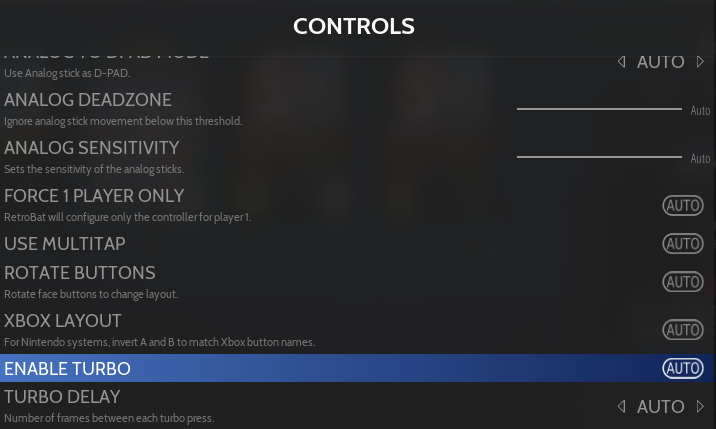 CONTROLS
ANALOG TO D-PAD MODE
Use Analog stick as D-PAD.
AUTO
ANALOG DEADZONE
Ignore analog stick movement below this threshold.
Auto
ANALOG SENSITIVITY
Sets the sensitivity of the analog sticks.
Auto
FORCE 1 PLAYER ONLY
RetroBat will configure only the controller for player 1.
AUTO
USE MULTITAP
AUTO
ROTATE BUTTONS
Rotate face buttons to change layout.
AUTO
XBOX LAYOUT
For Nintendo systems, invert A and B to match Xbox button names.
AUTO
ENABLE TURBO
AUTO
TURBO DELAY
Number of frames between each turbo press.
AUTO